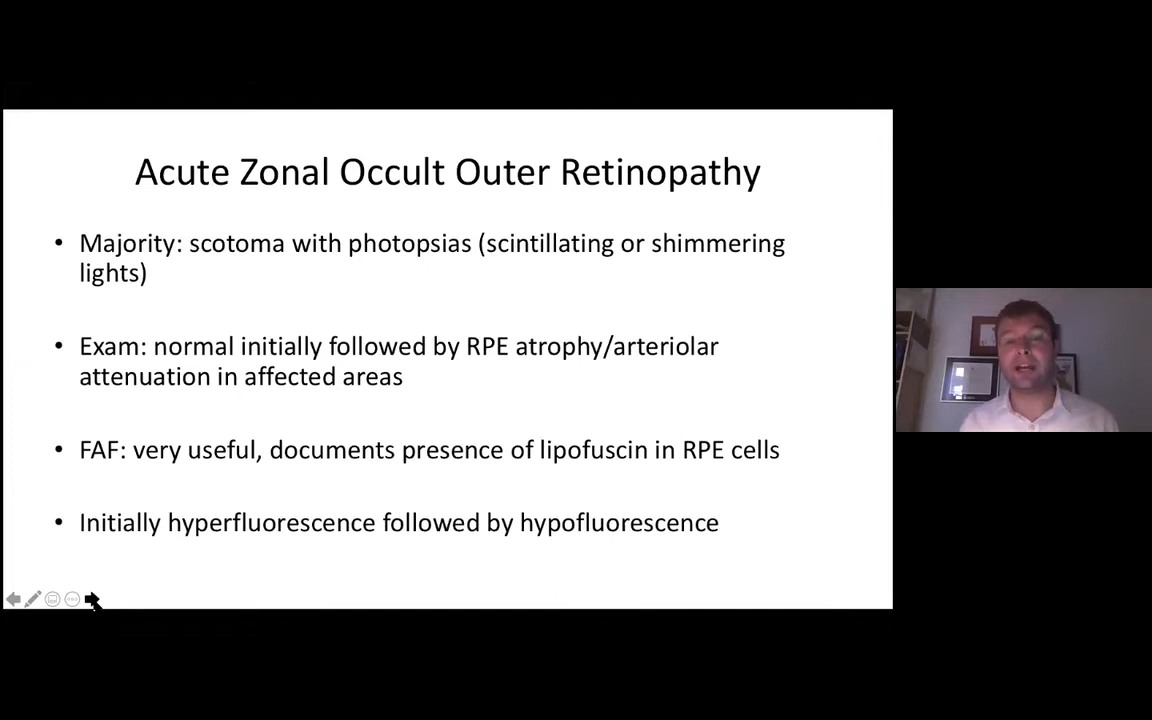 Acute Zonal Occult Outer Retinopathy
• Majority: scotoma with photopsias (scintillating or shimmering
lights)
• Exam: normal initially followed by RPE atrophy/arteriolar
attenuation in affected areas
• FAF: very useful, documents presence of lipofuscin in RPE cells
• Initially hyperfluorescence followed by hypofluorescence